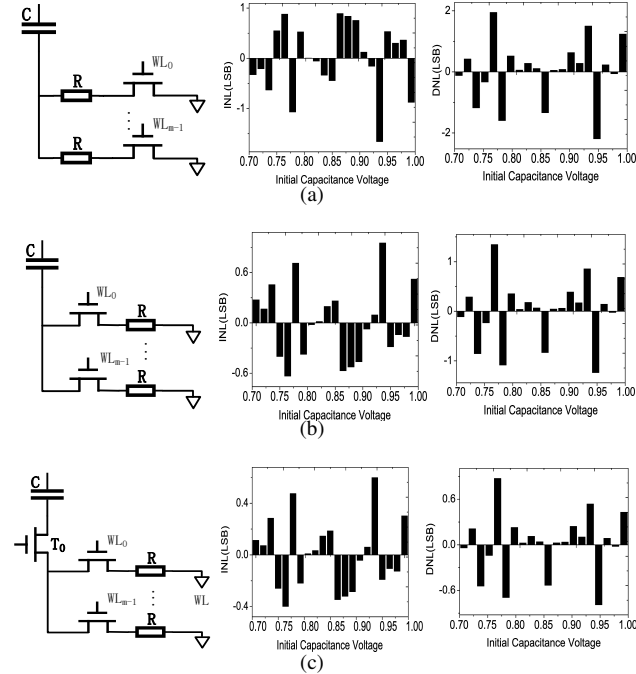 C
R
WL0
WLm-1
R
INL(LSB)
1
0
-1
0.70 0.75 0.80 0.85 0.90 0.95 1.00
Initial Capacitance Voltage
DNL(LSB)
2
0
-2
0.70 0.75 0.80 0.85 0.90 0.95 1.00
Initial Capacitance Voltage
(a)
C
WL0
R
WLm-1
R
INL(LSB)
0.6
0.0
-0.6
0.70 0.75 0.80 0.85 0.90 0.95 1.00
Initial Capacitance Voltage
DNL(LSB)
1
0
-1
0.70 0.75 0.80 0.85 0.90 0.95 1.00
Initial Capacitance Voltage
(b)
C
T0
WL0
R
WL
WLm-1
R
INL(LSB)
0.4
0.0
-0.4
0.70 0.75 0.80 0.85 0.90 0.95 1.00
Initial Capacitance Voltage
DNL(LSB)
0.6
0.0
-0.6
0.70 0.75 0.80 0.85 0.90 0.95 1.00
Initial Capacitance Voltage
(c)